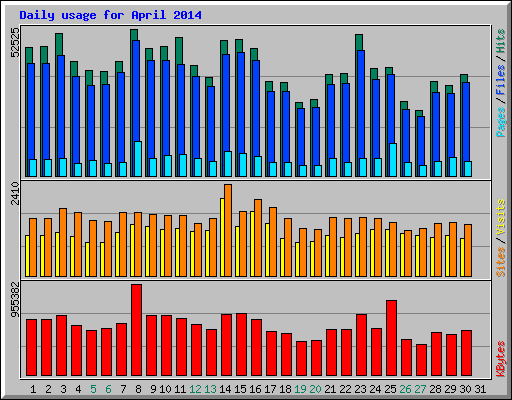 Daily usage for April 2014
52525
Pages / Files / Hits
2410
Sites / Visits
955382
KBytes
1 2 3 4 5 6 7 8 9 10 11 12 13 14 15 16 17 18 19 20 21 22 23 24 25 26 27 28 29 30 31